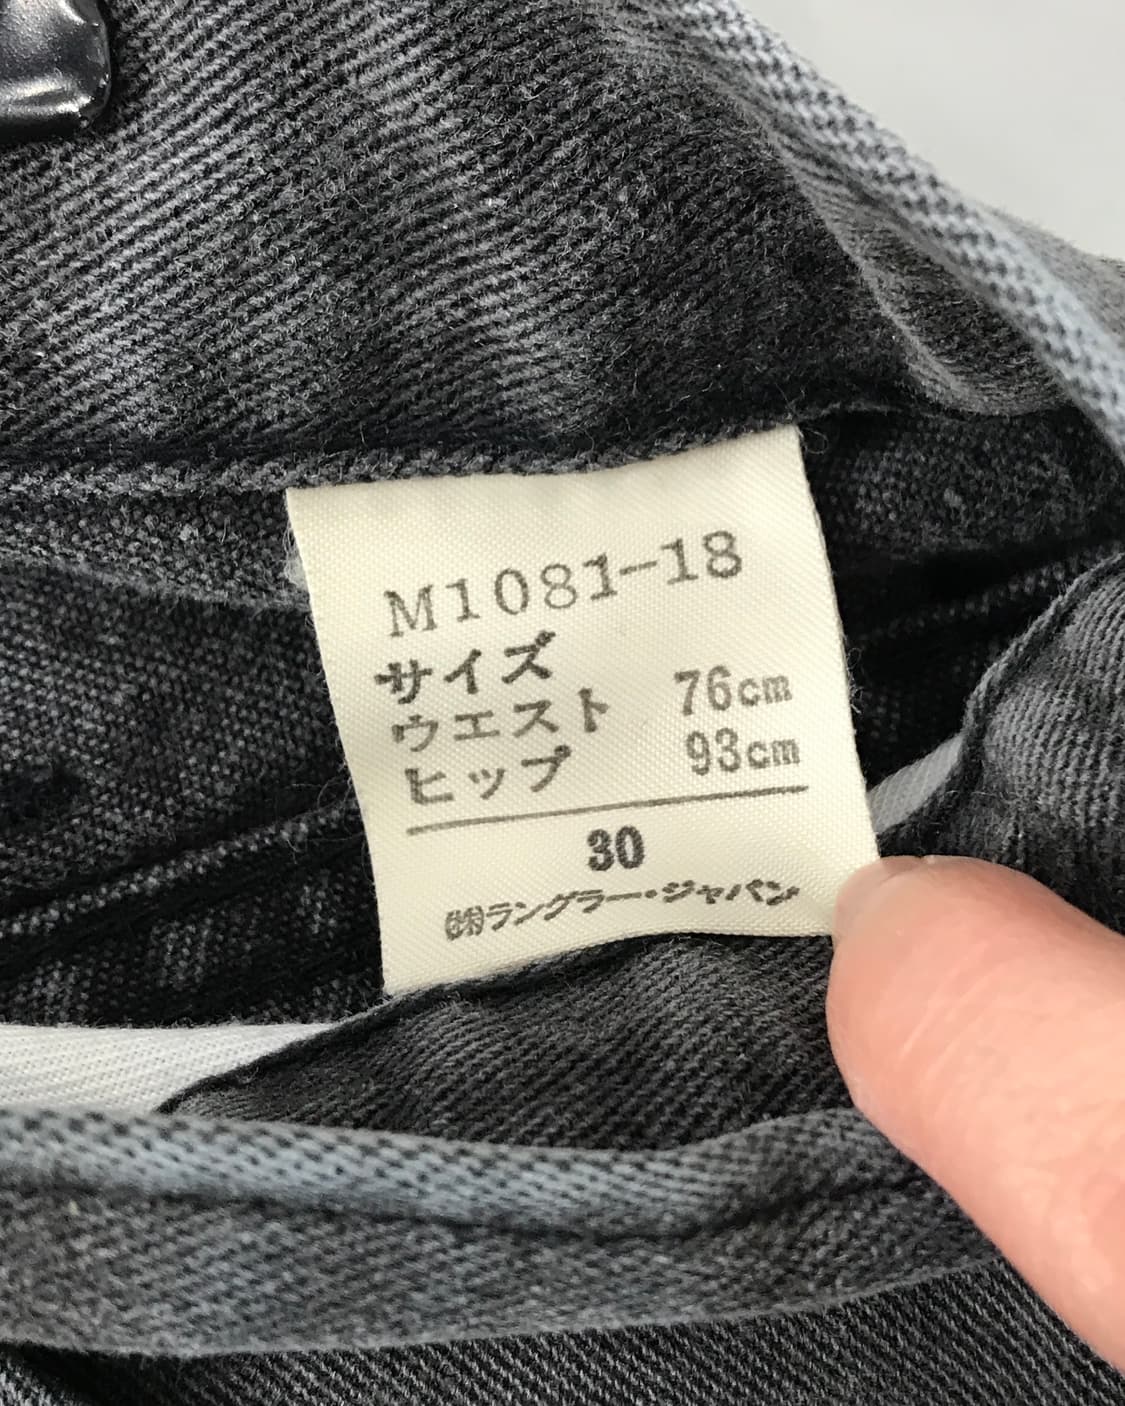 M1081-18
サイズ
ウエスト 76cm
ヒップ 93cm
30
㈱ラングラー・ジャパン